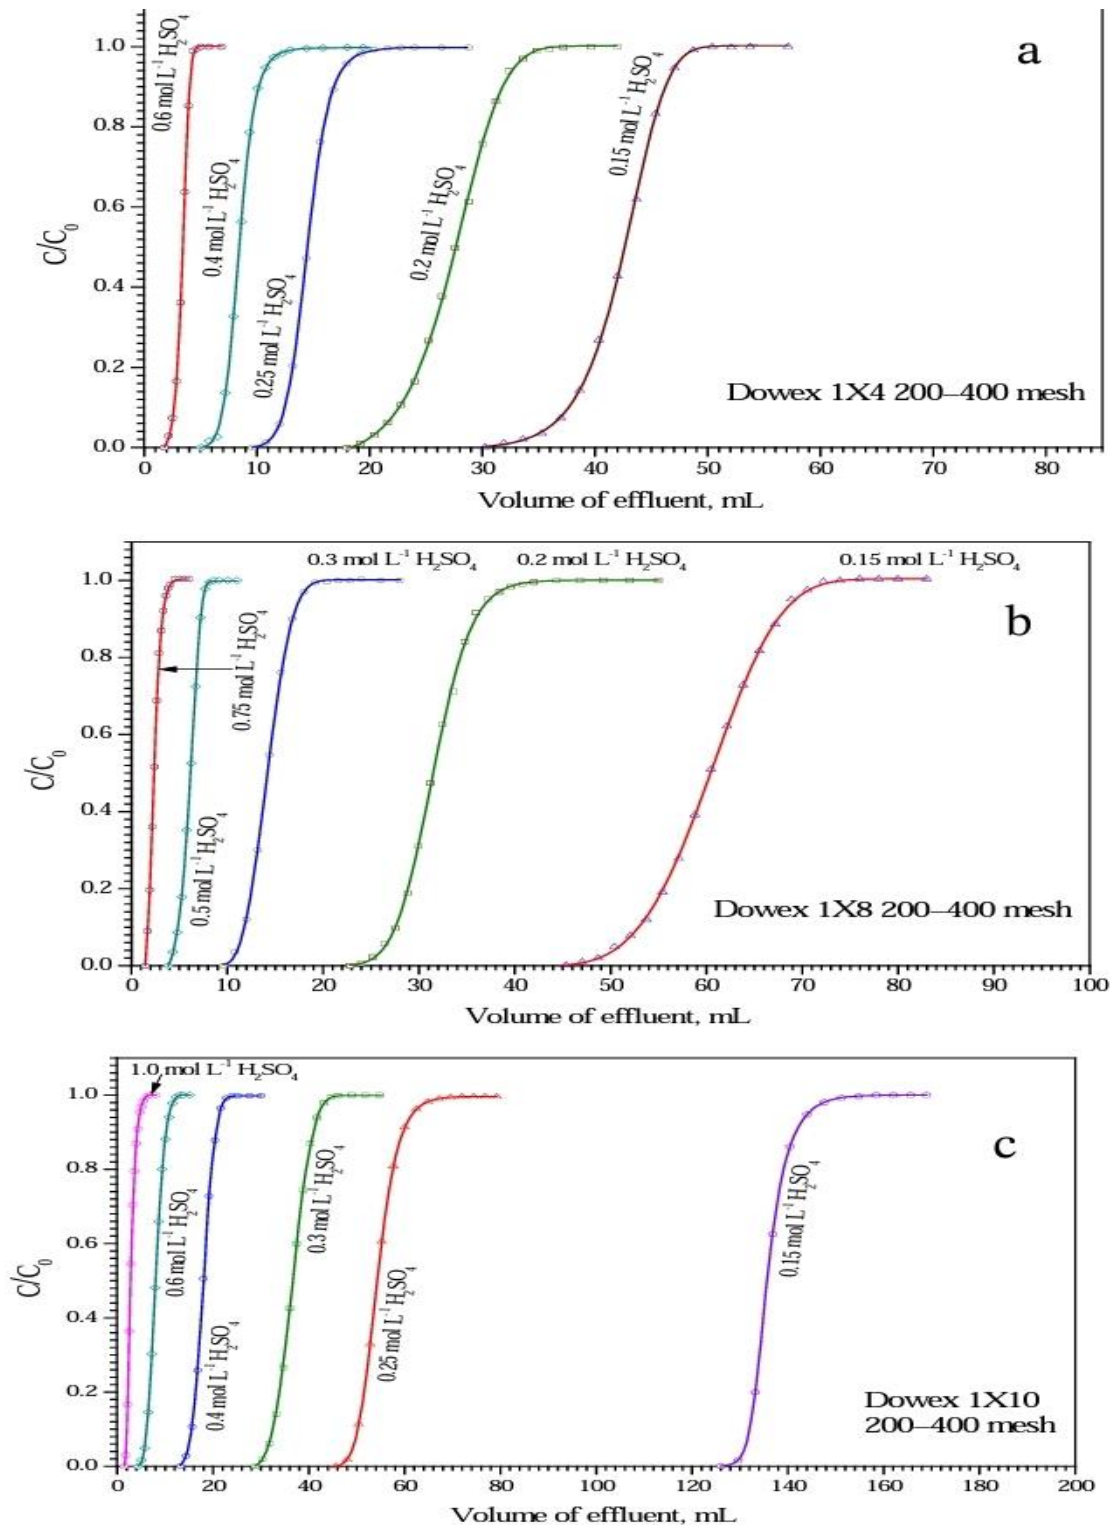 a
1.0
0.8
0.6
0.4
0.2
0.0
C/C₀
0.6 mol L⁻¹ H₂SO₄
0.4 mol L⁻¹ H₂SO₄
0.25 mol L⁻¹ H₂SO₄
0.2 mol L⁻¹ H₂SO₄
0.15 mol L⁻¹ H₂SO₄
Dowex 1X4 200–400 mesh
0 10 20 30 40 50 60 70 80
Volume of effluent, mL
0.3 mol L⁻¹ H₂SO₄ 0.2 mol L⁻¹ H₂SO₄ 0.15 mol L⁻¹ H₂SO₄
b
1.0
0.8
0.6
0.4
0.2
0.0
C/C₀
0.75 mol L⁻¹ H₂SO₄
0.5 mol L⁻¹ H₂SO₄
Dowex 1X8 200–400 mesh
0 10 20 30 40 50 60 70 80 90 100
Volume of effluent, mL
1.0 mol L⁻¹ H₂SO₄
c
1.0
0.8
0.6
0.4
0.2
0.0
C/C₀
0.6 mol L⁻¹ H₂SO₄
0.4 mol L⁻¹ H₂SO₄
0.3 mol L⁻¹ H₂SO₄
0.25 mol L⁻¹ H₂SO₄
0.15 mol L⁻¹ H₂SO₄
Dowex 1X10
200–400 mesh
0 20 40 60 80 100 120 140 160 180 200
Volume of effluent, mL